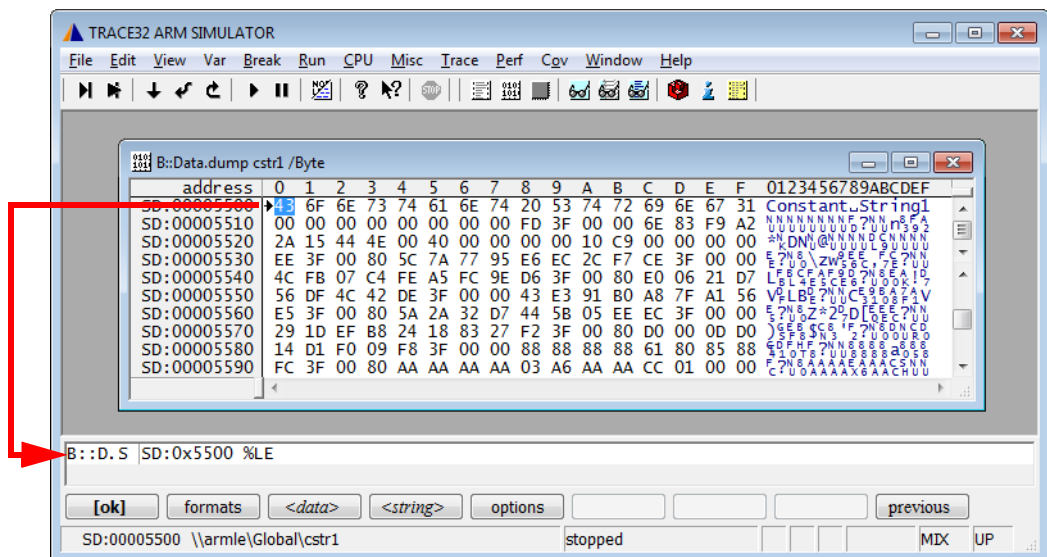 TRACE32 ARM SIMULATOR
File Edit View Var Break Run CPU Misc Trace Perf Cov Window Help
B::Data.dump cstr1 /Byte
address 0 1 2 3 4 5 6 7 8 9 A B C D E F 0123456789ABCDEF
SD:00005500 43 6F 6E 73 74 61 6E 74 20 53 74 72 69 6E 67 31 Constant String1
SD:00005510 00 00 00 00 00 00 00 00 FD 3F 00 00 6E 83 F9 A2
SD:00005520 2A 15 44 4E 00 40 00 00 00 00 10 C9 00 00 00 00
SD:00005530 EE 3F 00 80 5C 7A 77 95 E6 EC 2C F7 CE 3F 00 00
SD:00005540 4C FB 07 C4 FE A5 FC 9E D6 3F 00 80 E0 06 21 D7
SD:00005550 56 DF 4C 42 DE 3F 00 00 43 E3 91 B0 A8 7F A1 56
SD:00005560 E5 3F 00 80 5A 2A 32 D7 44 5B 05 EE EC 3F 00 00
SD:00005570 29 1D EF B8 24 18 83 27 F2 3F 00 80 D0 00 0D D0
SD:00005580 14 D1 F0 09 F8 3F 00 00 88 88 88 88 61 80 85 88
SD:00005590 FC 3F 00 80 AA AA AA AA 03 A6 AA AA CC 01 00 00
B::D.S SD:0x5500 %LE
[ok] formats <data> <string> options previous
SD:00005500 \\armle\Global\cstr1 stopped MIX UP